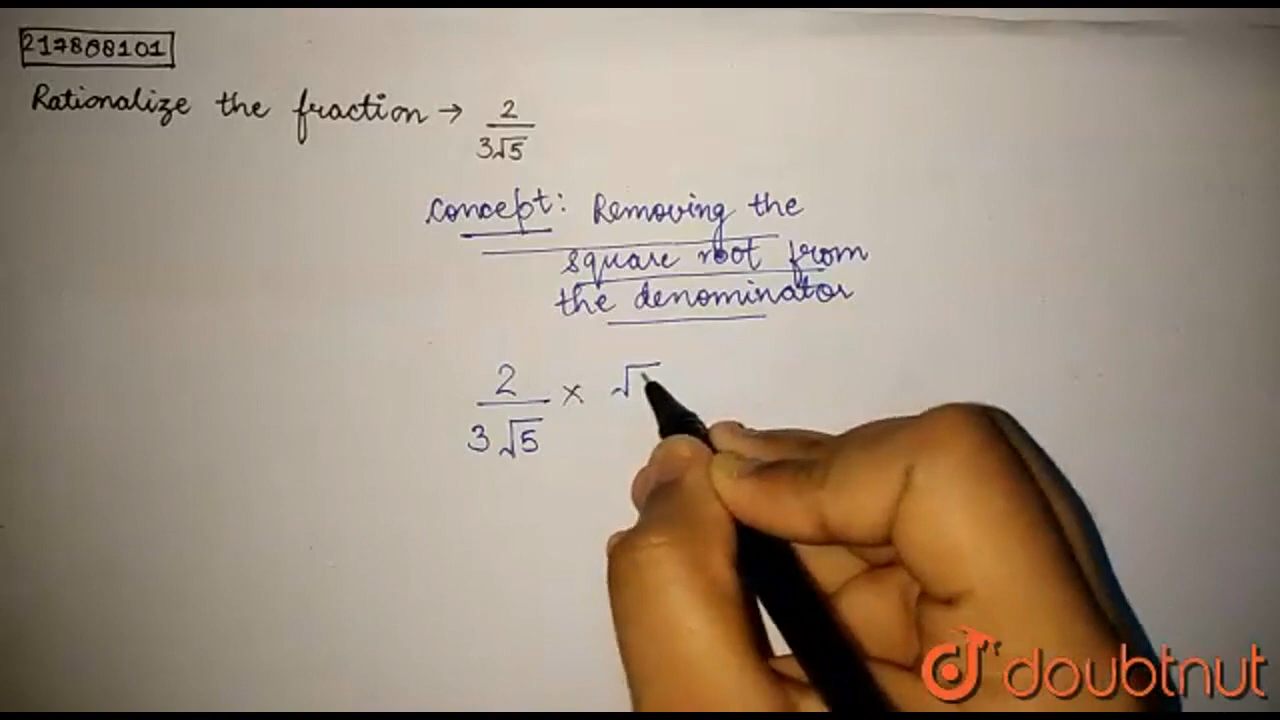 217808101
Rationalize the fraction → 2/3√5
Concept: Removing the
square root from
the denominator
2/3√5 × √
doubtnut